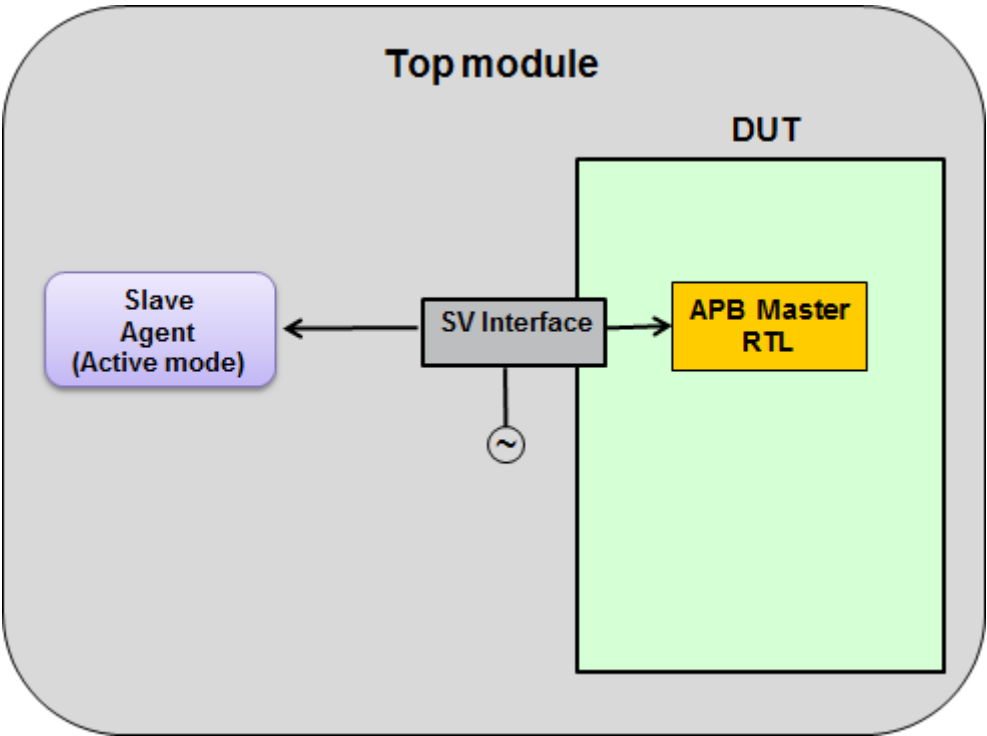 Top module
DUT
Slave
Agent
(Active mode)
SV Interface
APB Master
RTL
~